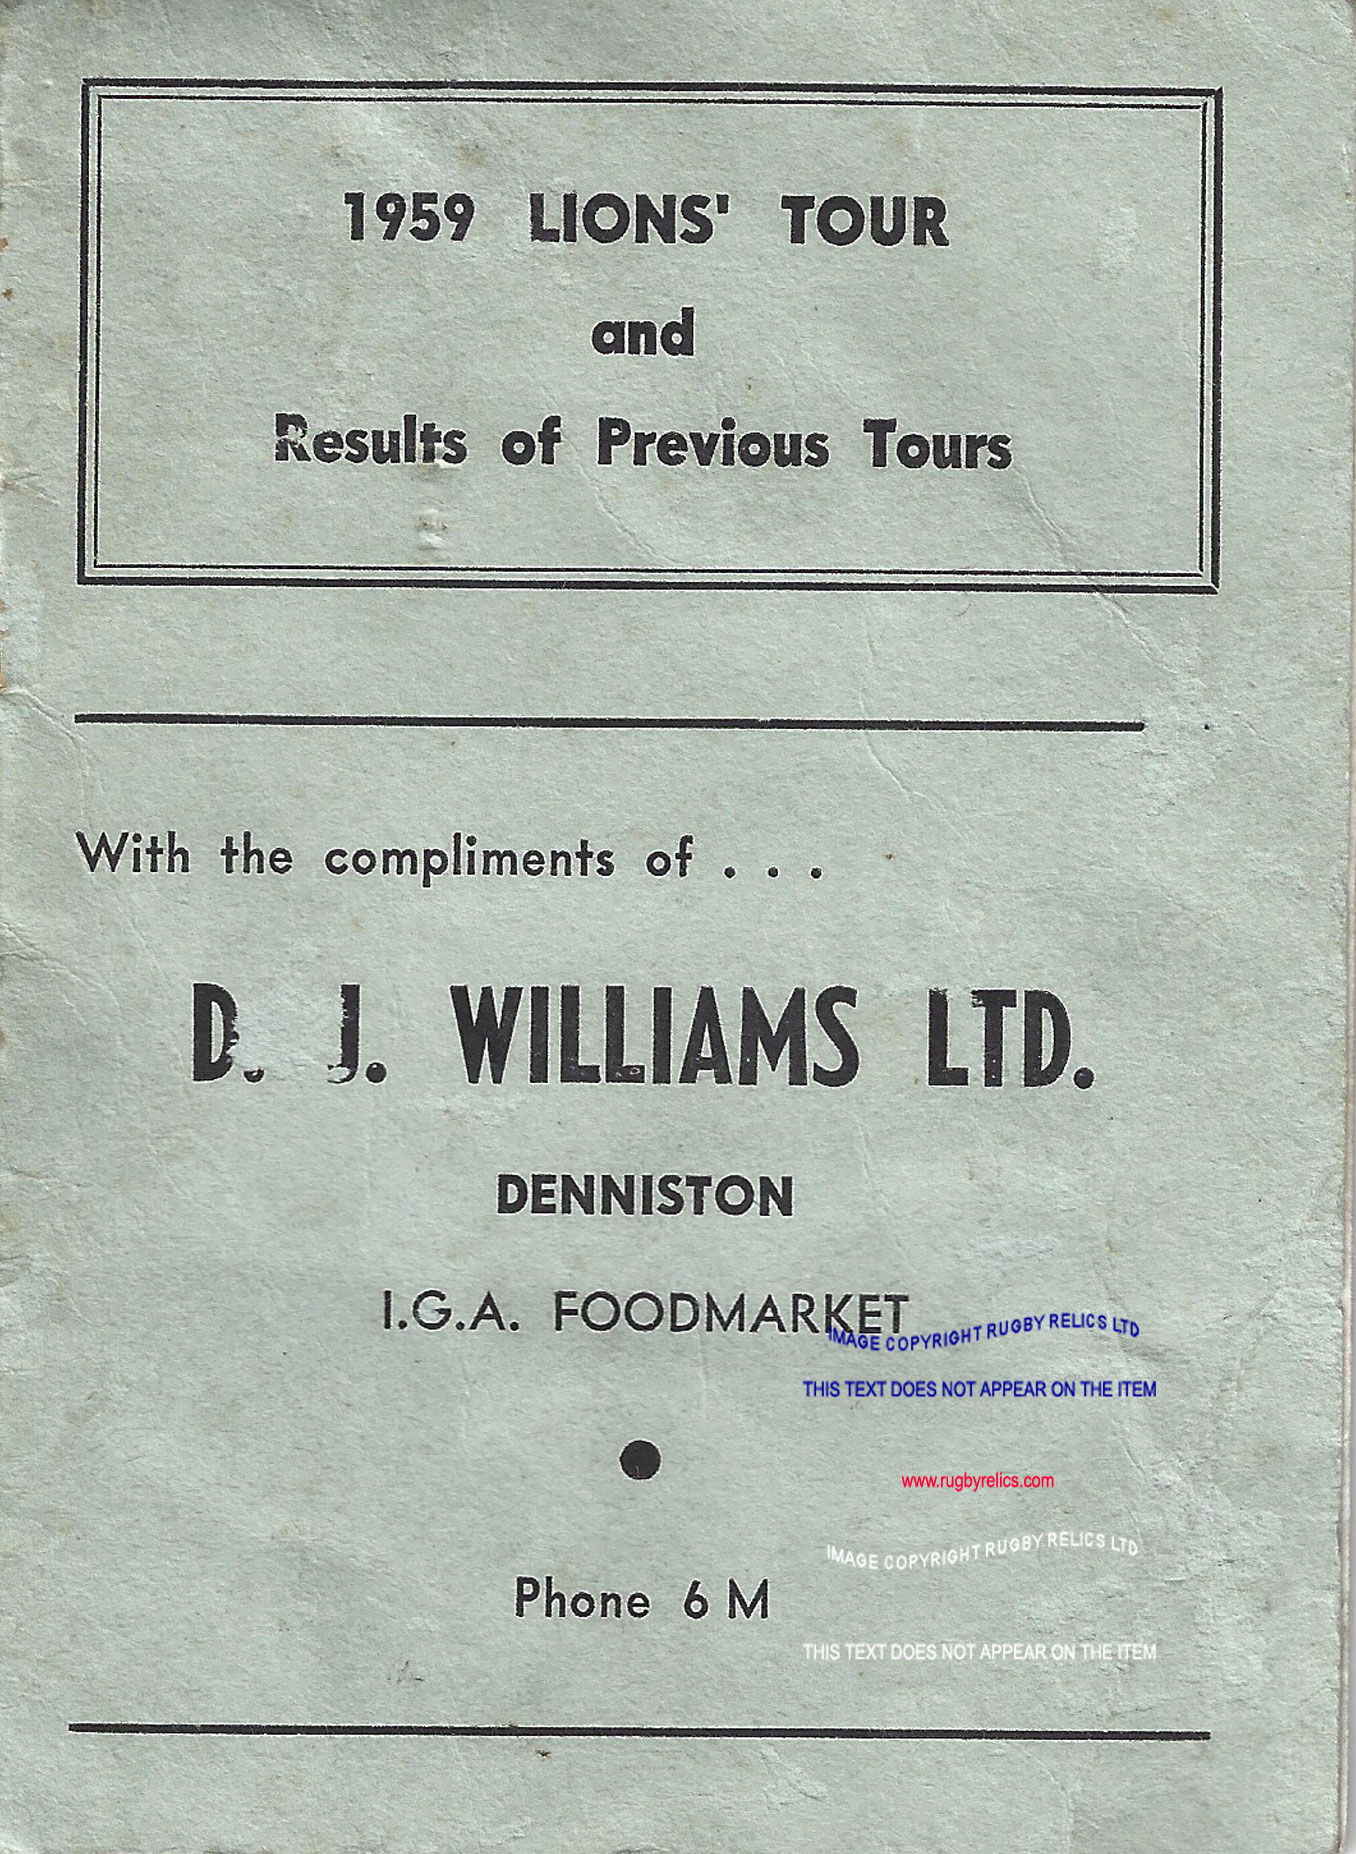 1959 LIONS' TOUR
and
Results of Previous Tours
With the compliments of . . .
D. J. WILLIAMS LTD.
DENNISTON
I.G.A. FOODMARKET
IMAGE COPYRIGHT RUGBY RELICS LTD
THIS TEXT DOES NOT APPEAR ON THE ITEM
www.rugbyrelics.com
IMAGE COPYRIGHT RUGBY RELICS LTD
Phone 6 M
THIS TEXT DOES NOT APPEAR ON THE ITEM